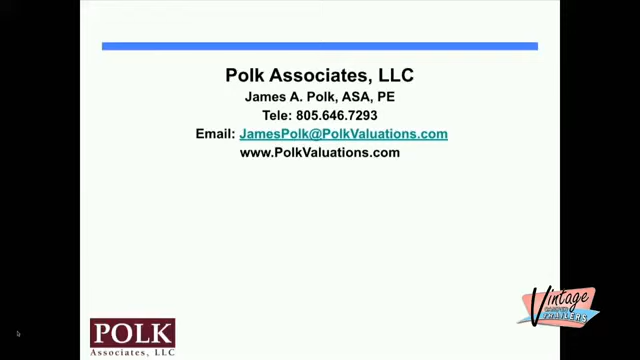 Polk Associates, LLC
James A. Polk, ASA, PE
Tele: 805.646.7293
Email: JamesPolk@PolkValuations.com
www.PolkValuations.com
POLK
Associates, LLC
Vintage
CAMPER
TRAILERS